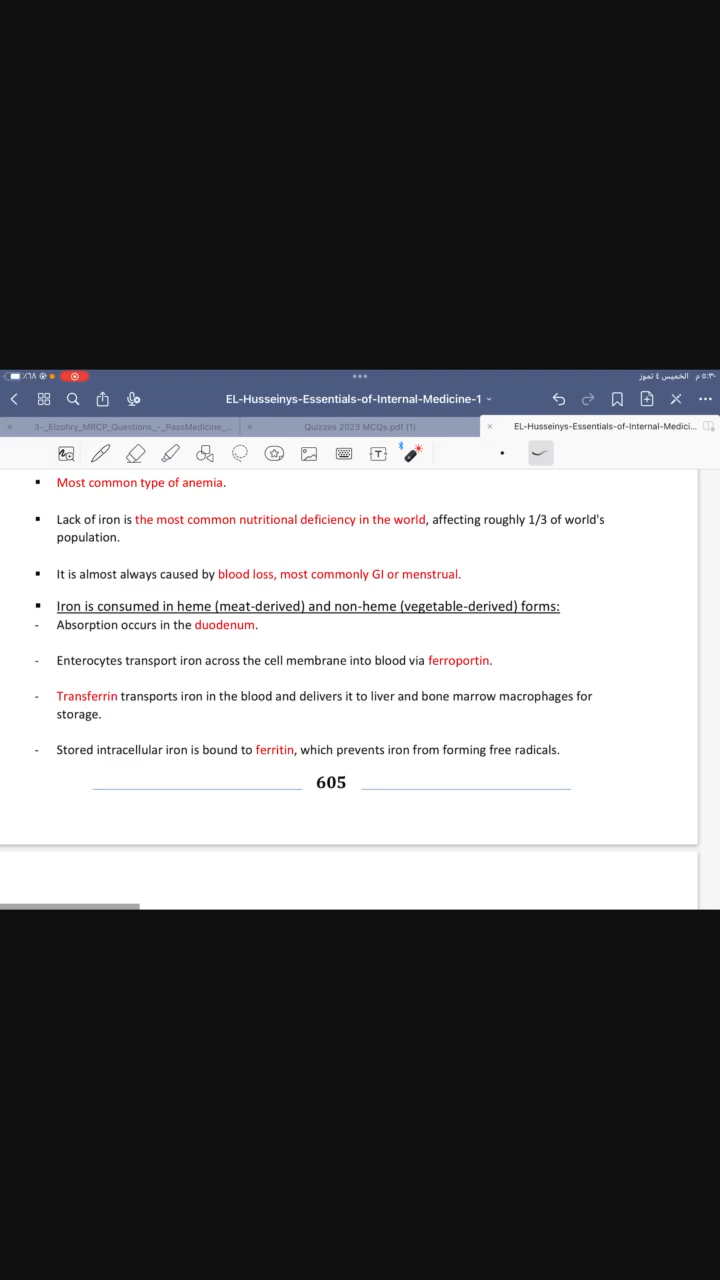 ٪٦٨
٥:٣٠ م الخميس ٤ تموز
EL-Husseinys-Essentials-of-Internal-Medicine-1
3-_Elzohry_MRCP_Questions_-_PassMedicine_...
Quizzes 2023 MCQs.pdf (1)
EL-Husseinys-Essentials-of-Internal-Medici...
▪ Most common type of anemia.
▪ Lack of iron is the most common nutritional deficiency in the world, affecting roughly 1/3 of world's
population.
▪ It is almost always caused by blood loss, most commonly GI or menstrual.
▪ Iron is consumed in heme (meat-derived) and non-heme (vegetable-derived) forms:
- Absorption occurs in the duodenum.
- Enterocytes transport iron across the cell membrane into blood via ferroportin.
- Transferrin transports iron in the blood and delivers it to liver and bone marrow macrophages for
storage.
- Stored intracellular iron is bound to ferritin, which prevents iron from forming free radicals.
605